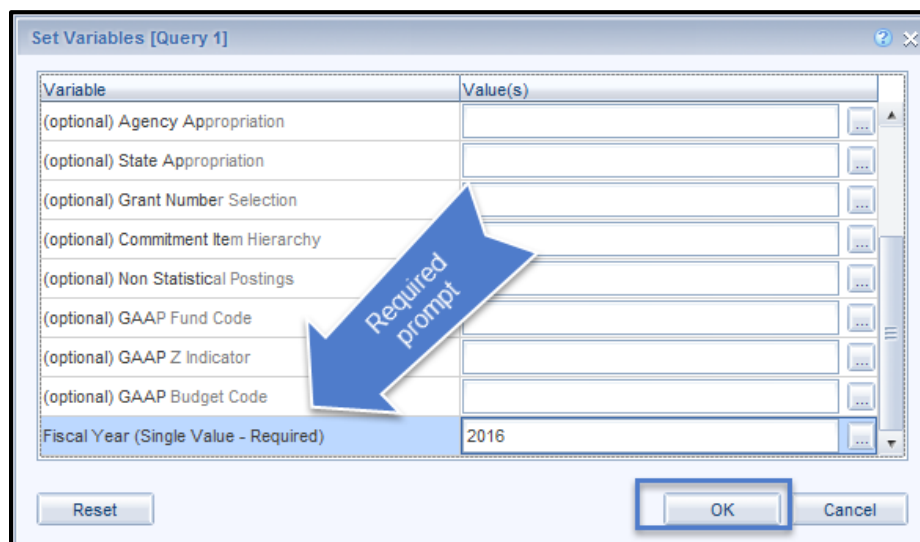 Set Variables [Query 1]
Variable Value(s)
(optional) Agency Appropriation ...
(optional) State Appropriation ...
(optional) Grant Number Selection ...
(optional) Commitment Item Hierarchy ...
(optional) Non Statistical Postings ...
(optional) GAAP Fund Code ...
(optional) GAAP Z Indicator ...
(optional) GAAP Budget Code ...
Fiscal Year (Single Value - Required) 2016 ...
Required
prompt
Reset OK Cancel